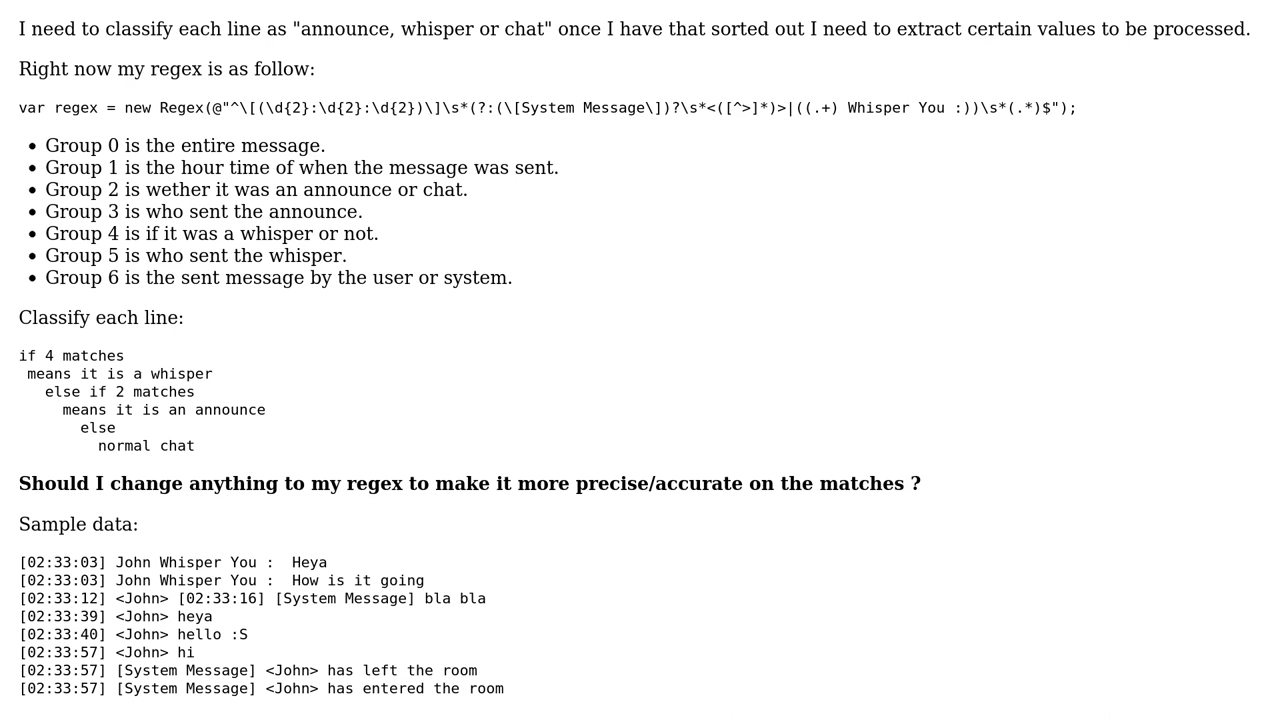 I need to classify each line as "announce, whisper or chat" once I have that sorted out I need to extract certain values to be processed.
Right now my regex is as follow:
var regex = new Regex(@"^\[(\d{2}:\d{2}:\d{2})\]\s*(?:(\[System Message\])?\s*<([^>]*)>|((.+) Whisper You :))\s*(.*)$");
• Group 0 is the entire message.
• Group 1 is the hour time of when the message was sent.
• Group 2 is wether it was an announce or chat.
• Group 3 is who sent the announce.
• Group 4 is if it was a whisper or not.
• Group 5 is who sent the whisper.
• Group 6 is the sent message by the user or system.
Classify each line:
if 4 matches
 means it is a whisper
   else if 2 matches
     means it is an announce
       else
         normal chat
Should I change anything to my regex to make it more precise/accurate on the matches ?
Sample data:
[02:33:03] John Whisper You :  Heya
[02:33:03] John Whisper You :  How is it going
[02:33:12] <John> [02:33:16] [System Message] bla bla
[02:33:39] <John> heya
[02:33:40] <John> hello :S
[02:33:57] <John> hi
[02:33:57] [System Message] <John> has left the room
[02:33:57] [System Message] <John> has entered the room